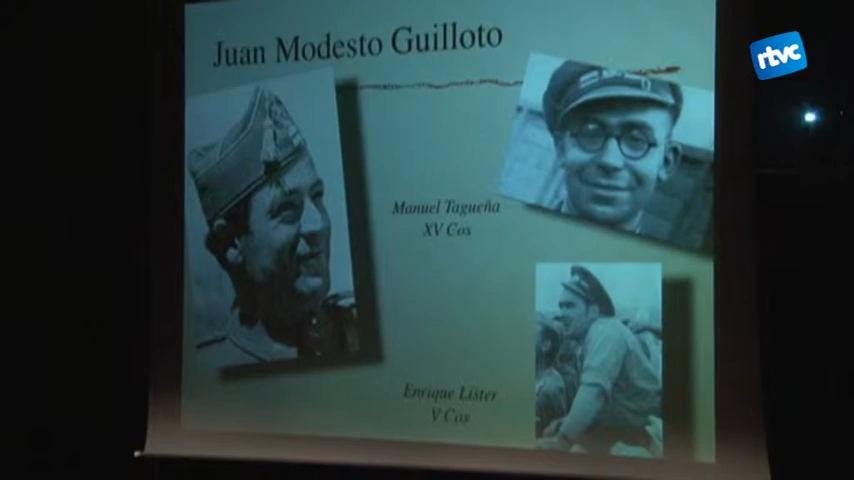 rtvc
Juan Modesto Guilloto
Manuel Tagueña
XV Cos
Enrique Líster
V Cos